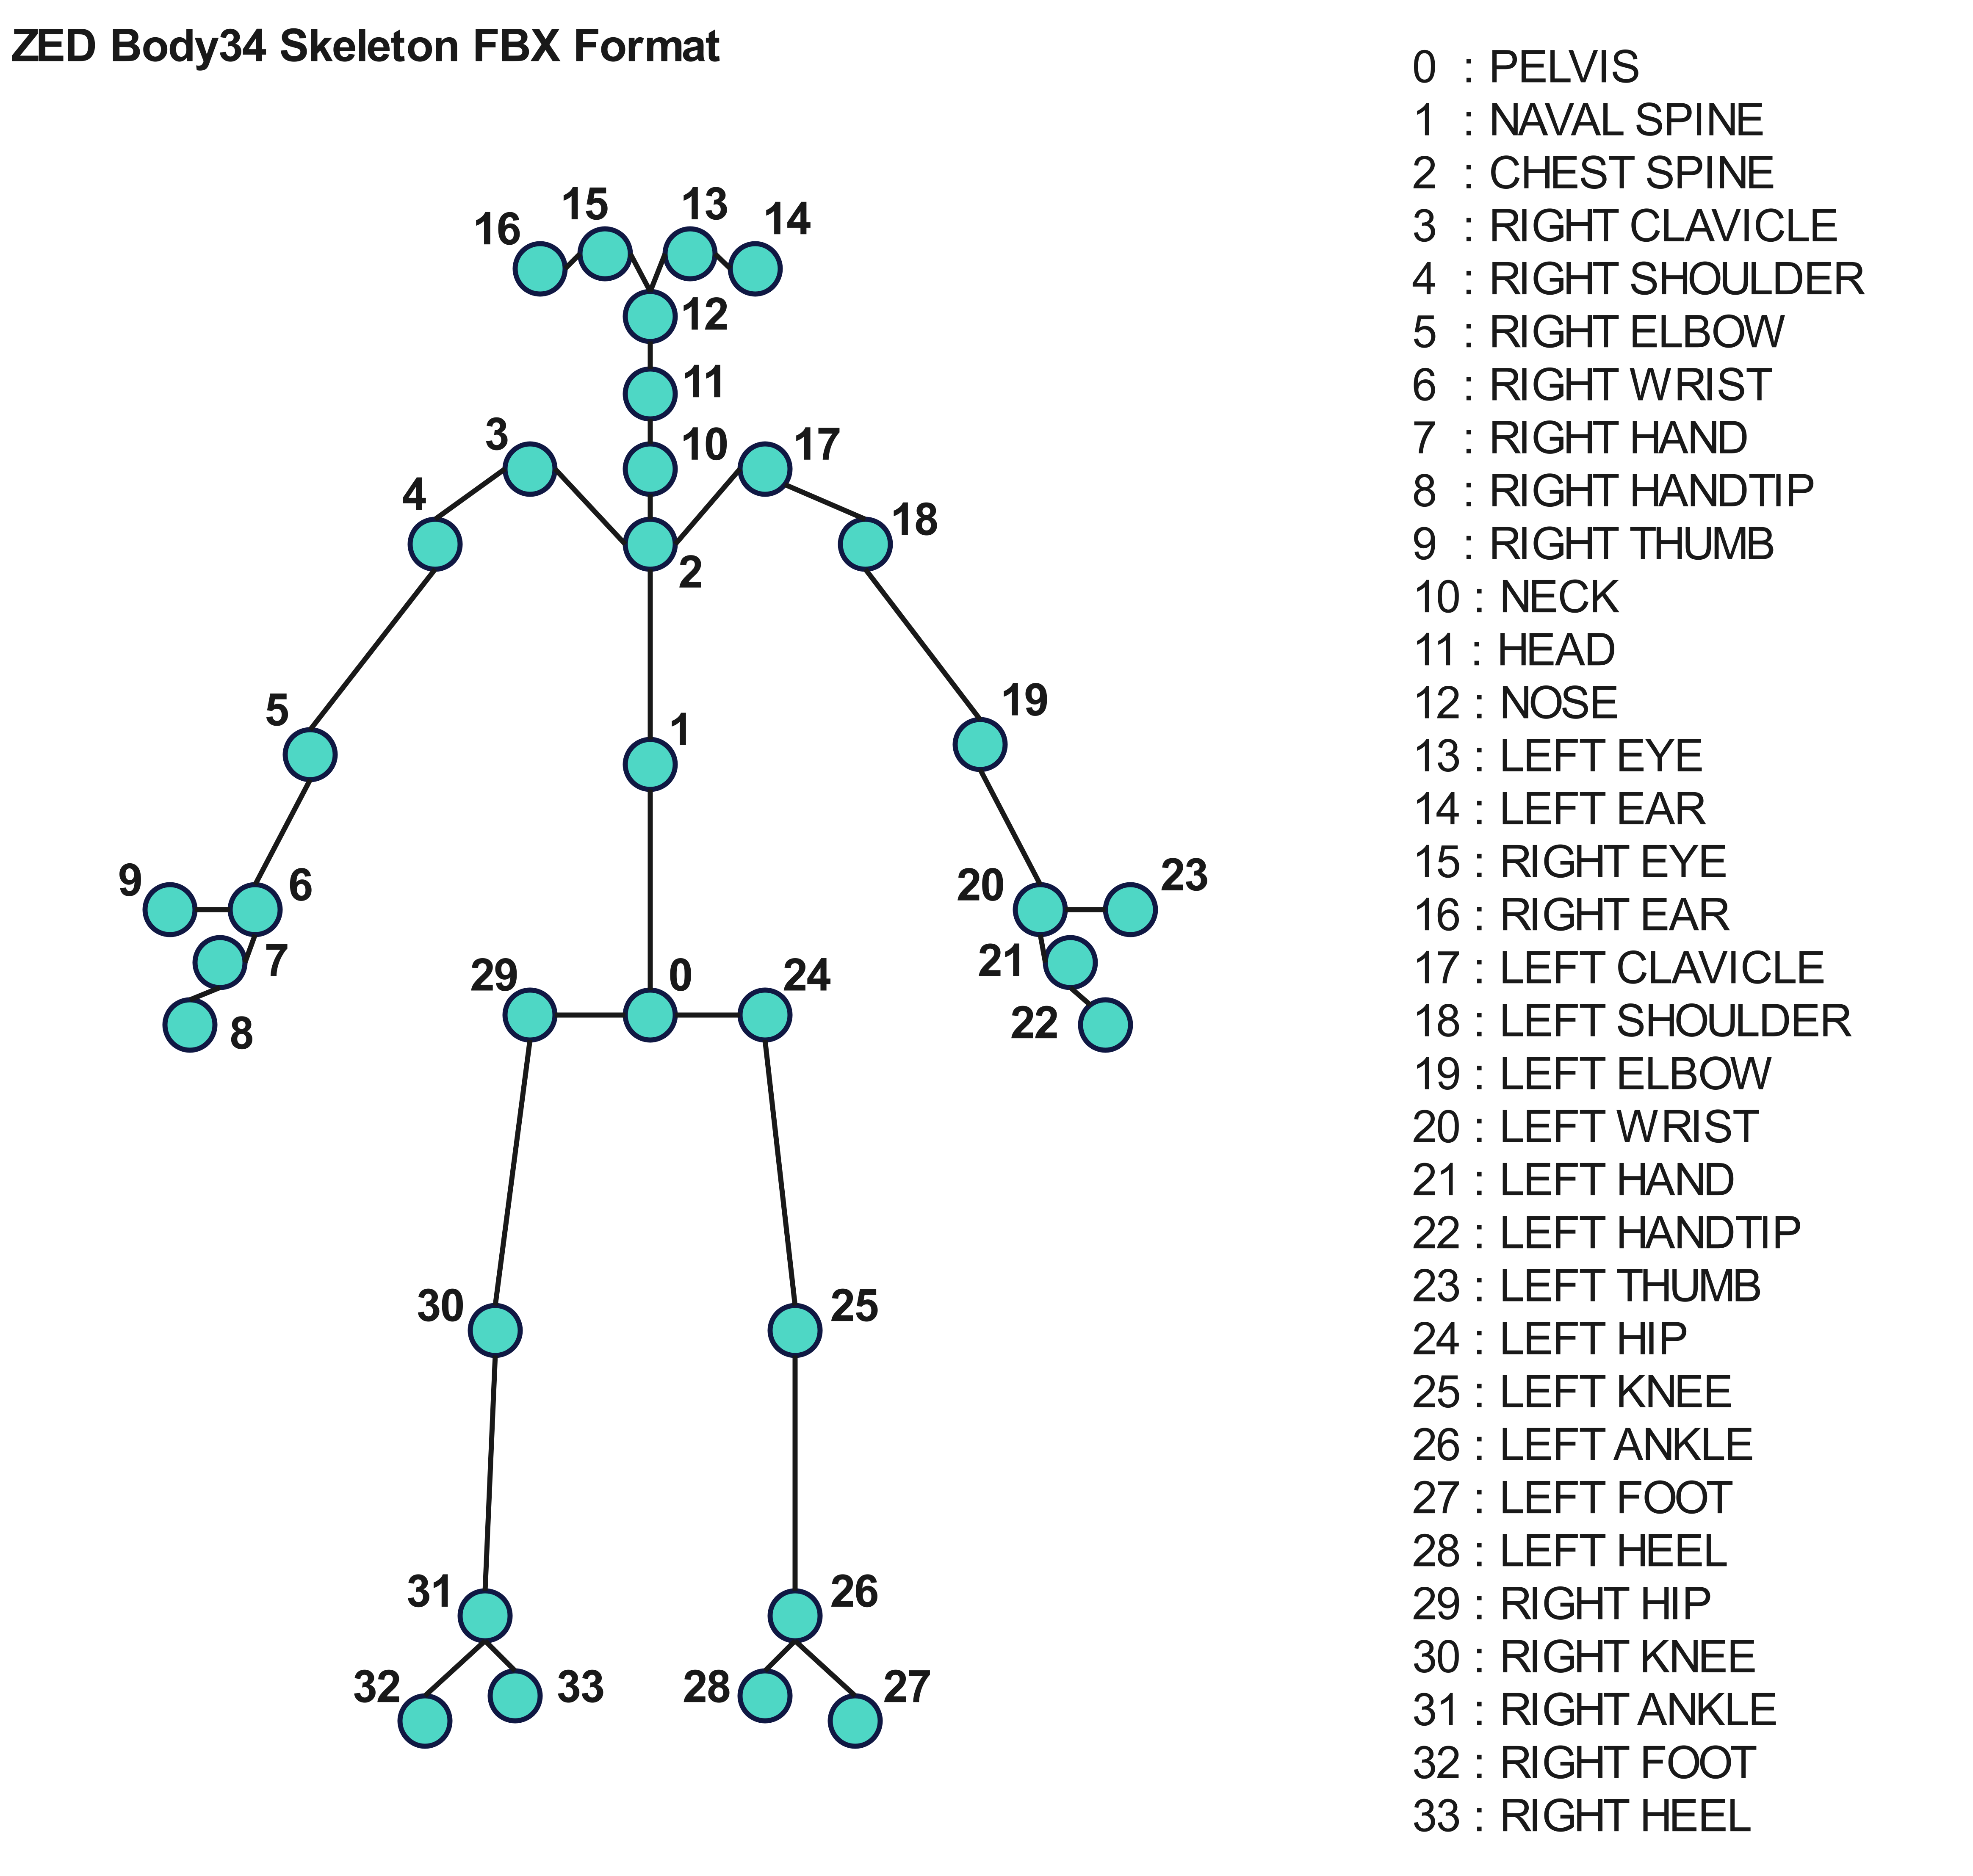 ZED Body34 Skeleton FBX Format
16 15 13 14
12
11
3 10 17
4 18
2
5 1 19
9 6 20 23
7 21
29 0 24
8 22
30 25
31 26
32 33 28 27
0 : PELVIS
1 : NAVAL SPINE
2 : CHEST SPINE
3 : RIGHT CLAVICLE
4 : RIGHT SHOULDER
5 : RIGHT ELBOW
6 : RIGHT WRIST
7 : RIGHT HAND
8 : RIGHT HANDTIP
9 : RIGHT THUMB
10 : NECK
11 : HEAD
12 : NOSE
13 : LEFT EYE
14 : LEFT EAR
15 : RIGHT EYE
16 : RIGHT EAR
17 : LEFT CLAVICLE
18 : LEFT SHOULDER
19 : LEFT ELBOW
20 : LEFT WRIST
21 : LEFT HAND
22 : LEFT HANDTIP
23 : LEFT THUMB
24 : LEFT HIP
25 : LEFT KNEE
26 : LEFT ANKLE
27 : LEFT FOOT
28 : LEFT HEEL
29 : RIGHT HIP
30 : RIGHT KNEE
31 : RIGHT ANKLE
32 : RIGHT FOOT
33 : RIGHT HEEL